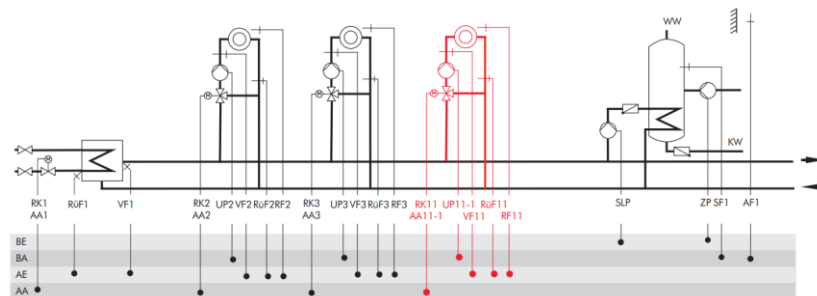 WW
M
M
M
KW
M
RK1 RüF1 VF1 RK2 UP2 VF2 RüF2 RF2 RK3 UP3 VF3 RüF3 RF3 RK11 UP11-1 RüF11 SLP ZP SF1 AF1
AA1 AA2 AA3 AA11-1 VF11 RF11
BE
BA
AE
AA